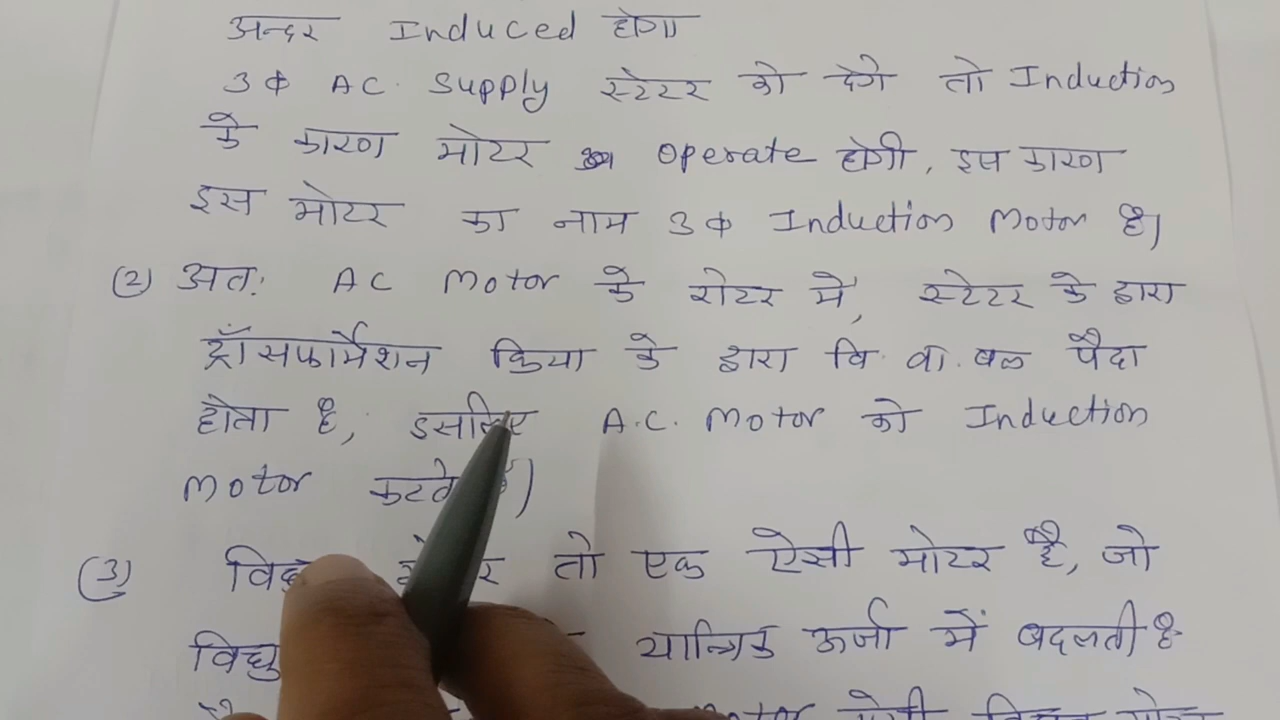 अन्दर Induced होगा
3Φ AC. Supply स्टेटर को देगे तो Induction
के कारण मोटर Operate होगी, इस कारण
इस मोटर का नाम 3Φ Induction Motor है।
(2) अतः AC Motor के रोटर में, स्टेटर के द्वारा
ट्राँसफार्मेशन क्रिया के द्वारा वि. वा. बल पैदा
होता है, इसलिए A.C. Motor को Induction
Motor
(3) तो एक ऐसी मोटर है, जो
यान्त्रिक ऊर्जा में बदलती है